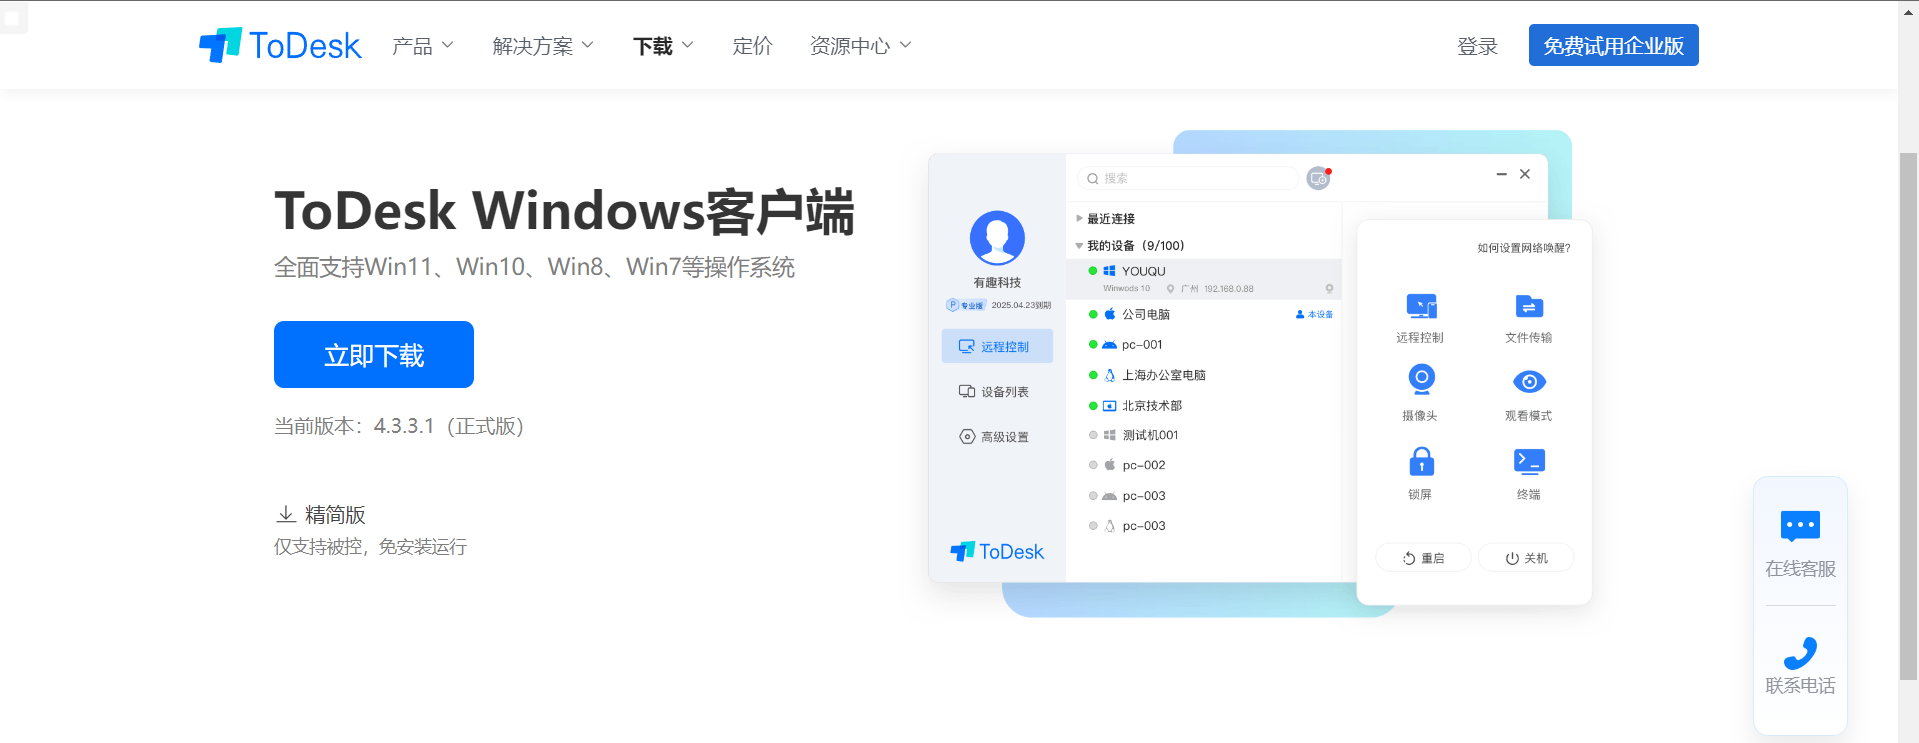 ToDesk 产品 解决方案 下载 定价 资源中心 登录 免费试用企业版
ToDesk Windows客户端
全面支持Win11、Win10、Win8、Win7等操作系统
立即下载
当前版本：4.3.3.1（正式版）
精简版
仅支持被控，免安装运行
搜索
有趣科技
P 专业版 2025.04.23到期
远程控制
设备列表
高级设置
ToDesk
最近连接
我的设备（9/100）
YOUQU
Winwods 10 广州 192.168.0.88
公司电脑 本设备
pc-001
上海办公室电脑
北京技术部
测试机001
pc-002
pc-003
pc-003
如何设置网络唤醒?
远程控制 文件传输
摄像头 观看模式
锁屏 终端
重启 关机
在线客服
联系电话